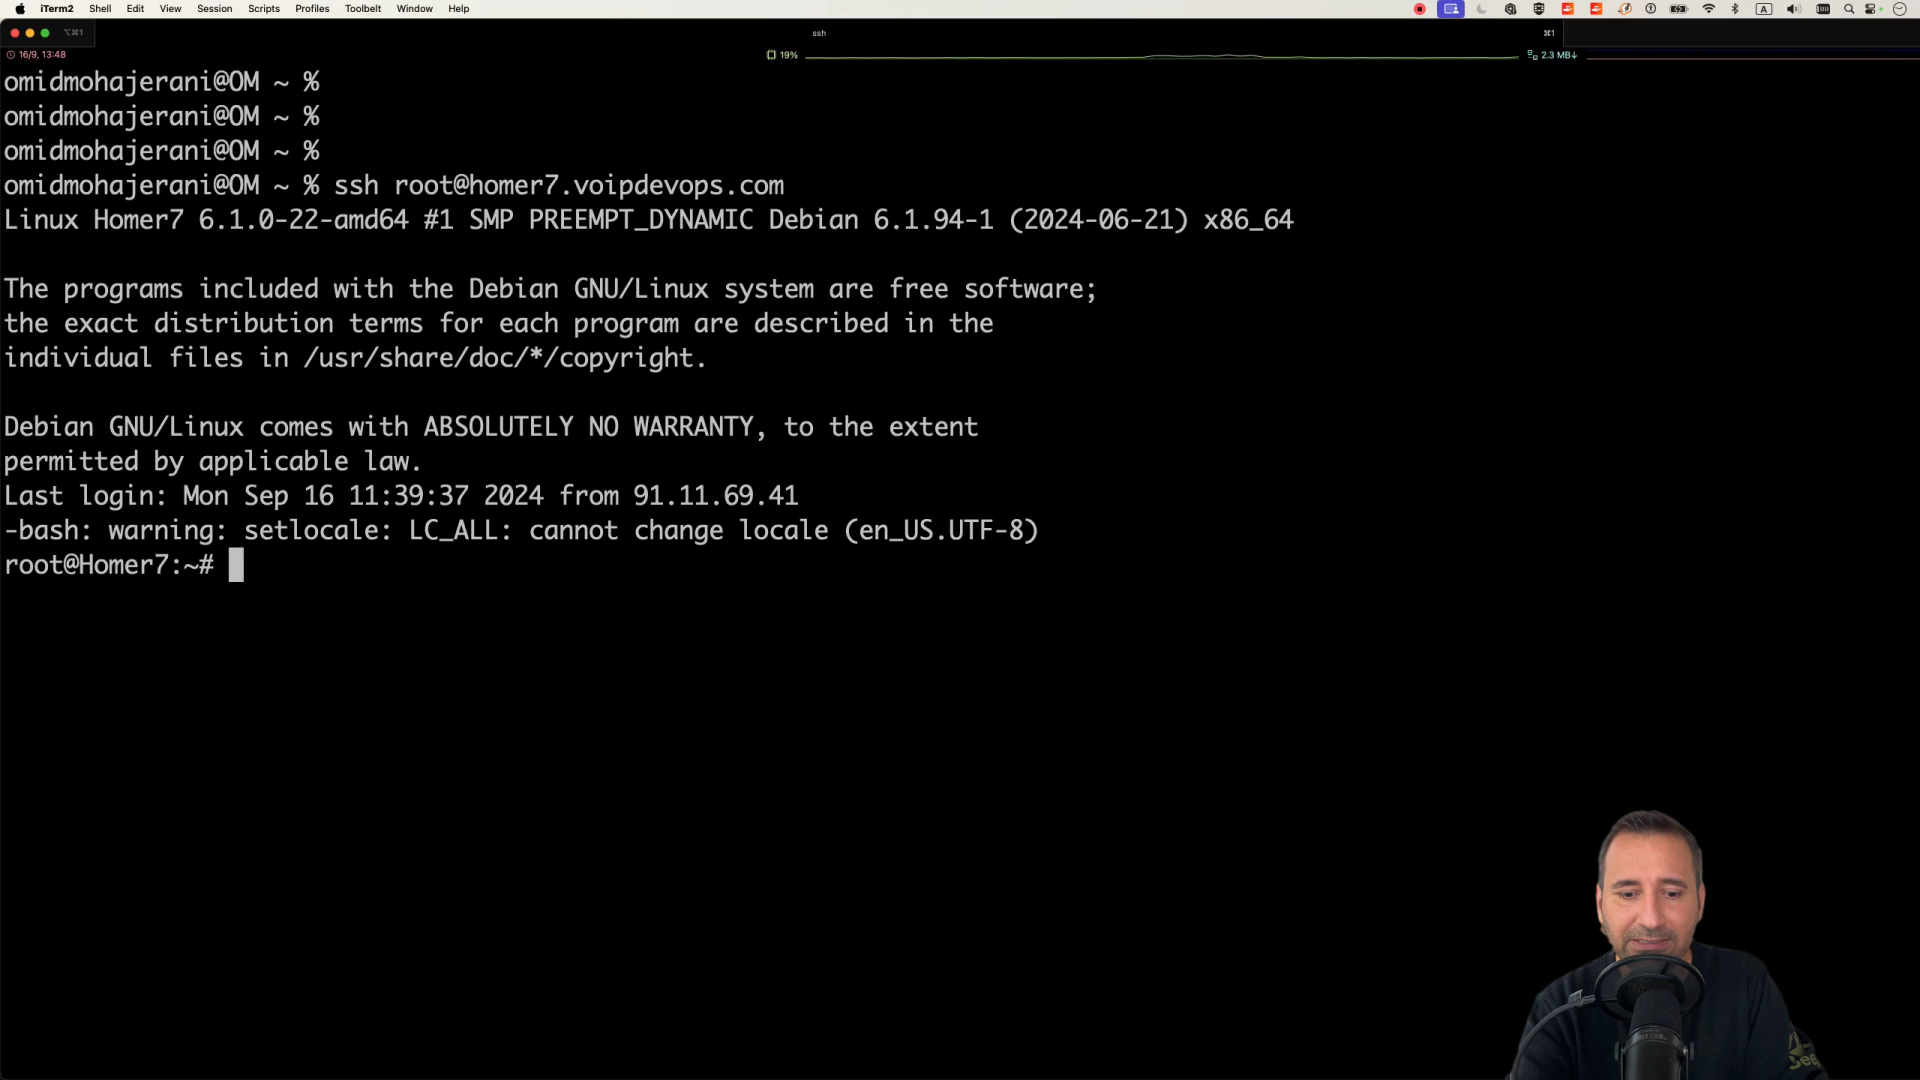 iTerm2 Shell Edit View Session Scripts Profiles Toolbelt Window Help
⌥⌘1 ssh ⌘1
16/9, 13:48 19% 2.3 MB↓
omidmohajerani@OM ~ %
omidmohajerani@OM ~ %
omidmohajerani@OM ~ %
omidmohajerani@OM ~ % ssh root@homer7.voipdevops.com
Linux Homer7 6.1.0-22-amd64 #1 SMP PREEMPT_DYNAMIC Debian 6.1.94-1 (2024-06-21) x86_64
The programs included with the Debian GNU/Linux system are free software;
the exact distribution terms for each program are described in the
individual files in /usr/share/doc/*/copyright.
Debian GNU/Linux comes with ABSOLUTELY NO WARRANTY, to the extent
permitted by applicable law.
Last login: Mon Sep 16 11:39:37 2024 from 91.11.69.41
-bash: warning: setlocale: LC_ALL: cannot change locale (en_US.UTF-8)
root@Homer7:~#